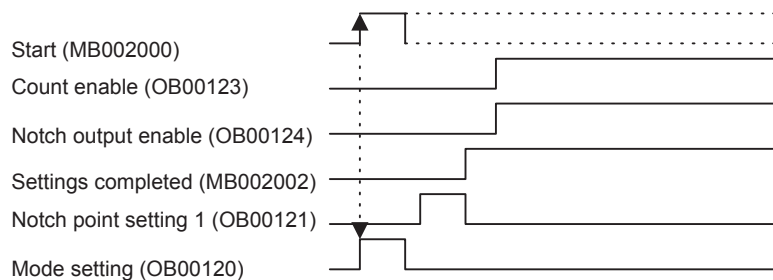 Start (MB002000)
Count enable (OB00123)
Notch output enable (OB00124)
Settings completed (MB002002)
Notch point setting 1 (OB00121)
Mode setting (OB00120)